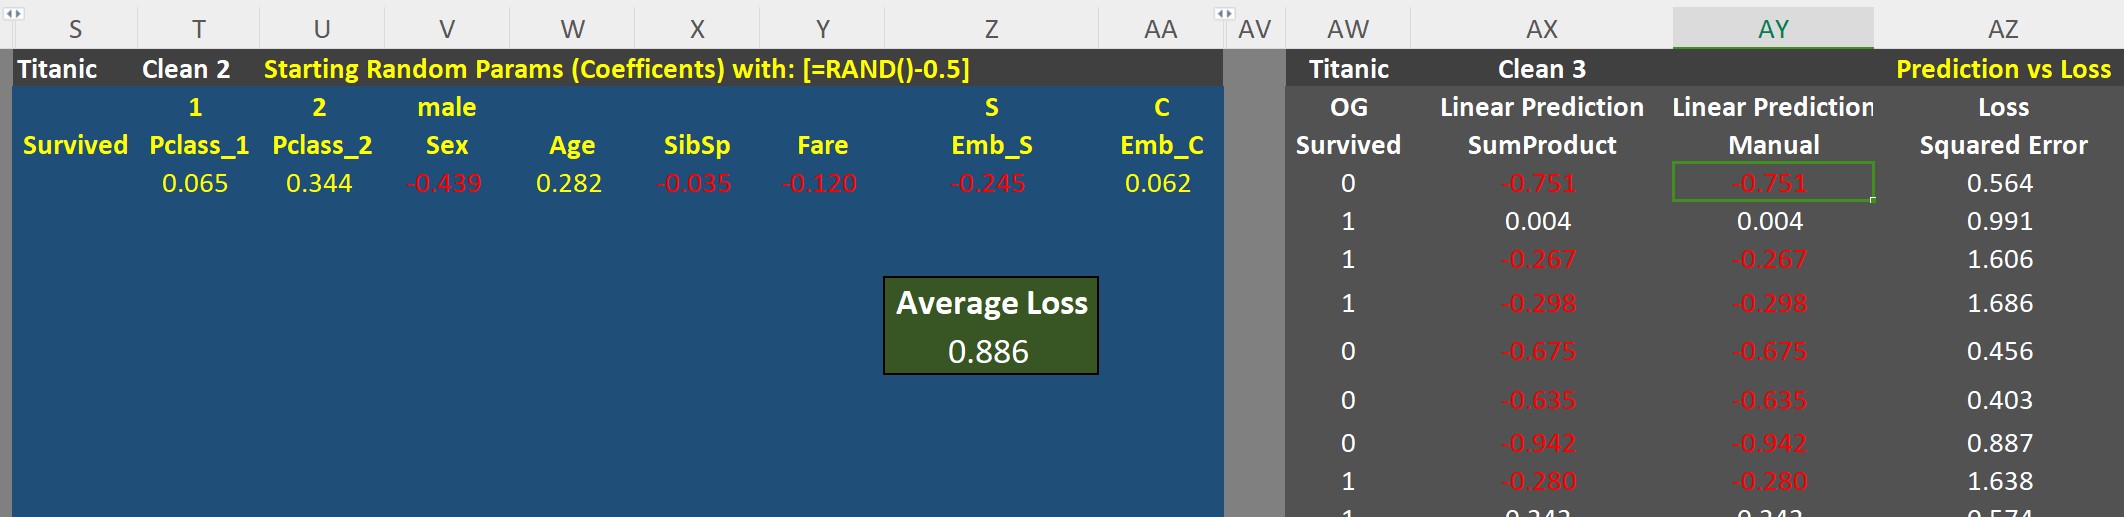 S T U V W X Y Z AA AV AW AX AY AZ
Titanic Clean 2 Starting Random Params (Coefficents) with: [=RAND()-0.5] Titanic Clean 3 Prediction vs Loss
1 2 male S C OG Linear Prediction Linear Prediction Loss
Survived Pclass_1 Pclass_2 Sex Age SibSp Fare Emb_S Emb_C Survived SumProduct Manual Squared Error
0.065 0.344 -0.439 0.282 -0.035 -0.120 -0.245 0.062 0 -0.751 -0.751 0.564
1 0.004 0.004 0.991
1 -0.267 -0.267 1.606
Average Loss 1 -0.298 -0.298 1.686
0.886 0 -0.675 -0.675 0.456
0 -0.635 -0.635 0.403
0 -0.942 -0.942 0.887
1 -0.280 -0.280 1.638